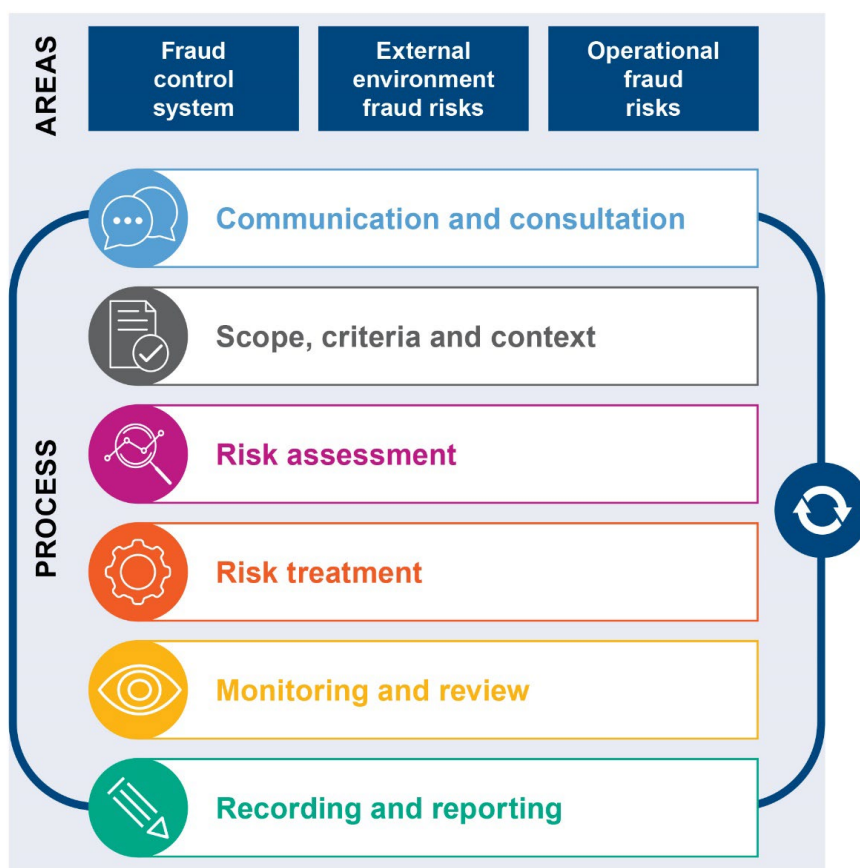 AREAS
Fraud
control
system
External
environment
fraud risks
Operational
fraud
risks
PROCESS
Communication and consultation
Scope, criteria and context
Risk assessment
Risk treatment
Monitoring and review
Recording and reporting